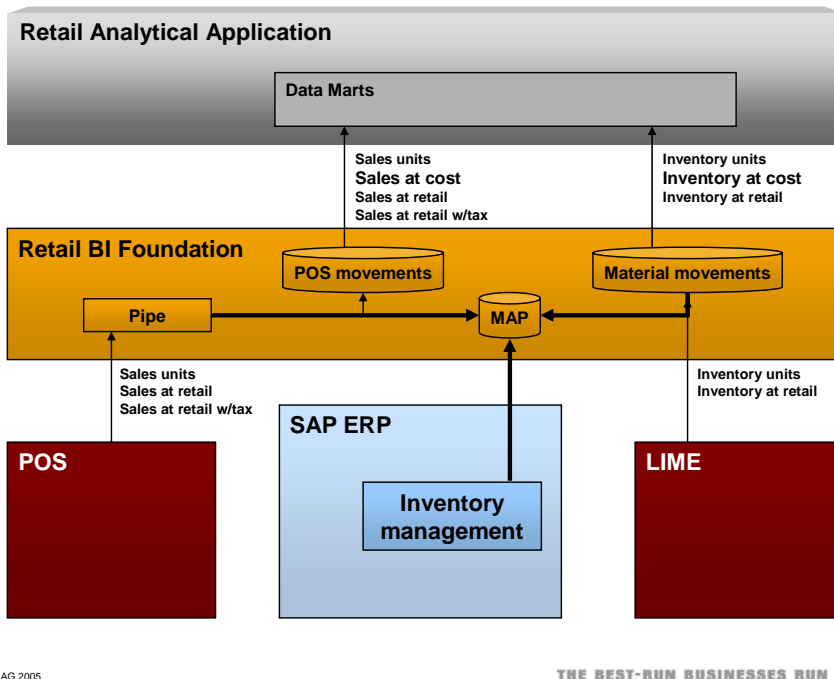 Retail Analytical Application
Data Marts
Sales units
Sales at cost
Sales at retail
Sales at retail w/tax
Inventory units
Inventory at cost
Inventory at retail
Retail BI Foundation
POS movements
Material movements
Pipe
MAP
Sales units
Sales at retail
Sales at retail w/tax
Inventory units
Inventory at retail
POS
SAP ERP
Inventory
management
LIME
AG 2005
THE BEST-RUN BUSINESSES RUN